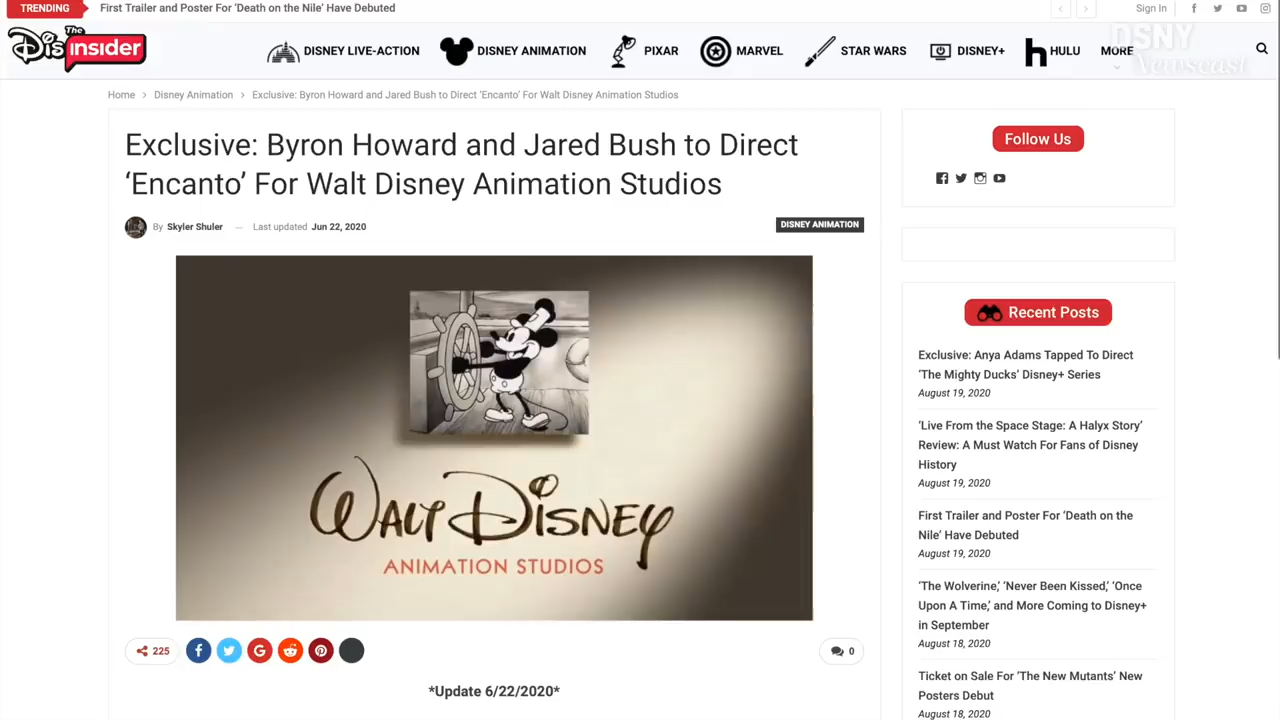 TRENDING First Trailer and Poster For ‘Death on the Nile’ Have Debuted Sign In
The
DisInsider
DISNEY LIVE-ACTION DISNEY ANIMATION PIXAR MARVEL STAR WARS DISNEY+ h HULU MORE
DSNY
Newscast
Home > Disney Animation > Exclusive: Byron Howard and Jared Bush to Direct ‘Encanto’ For Walt Disney Animation Studios
Exclusive: Byron Howard and Jared Bush to Direct
‘Encanto’ For Walt Disney Animation Studios
By Skyler Shuler — Last updated Jun 22, 2020
DISNEY ANIMATION
WALT DISNEY
ANIMATION STUDIOS
225
0
*Update 6/22/2020*
Follow Us
Recent Posts
Exclusive: Anya Adams Tapped To Direct
‘The Mighty Ducks’ Disney+ Series
August 19, 2020
‘Live From the Space Stage: A Halyx Story’
Review: A Must Watch For Fans of Disney
History
August 19, 2020
First Trailer and Poster For ‘Death on the
Nile’ Have Debuted
August 19, 2020
‘The Wolverine,’ ‘Never Been Kissed,’ ‘Once
Upon A Time,’ and More Coming to Disney+
in September
August 18, 2020
Ticket on Sale For ‘The New Mutants’ New
Posters Debut
August 18, 2020